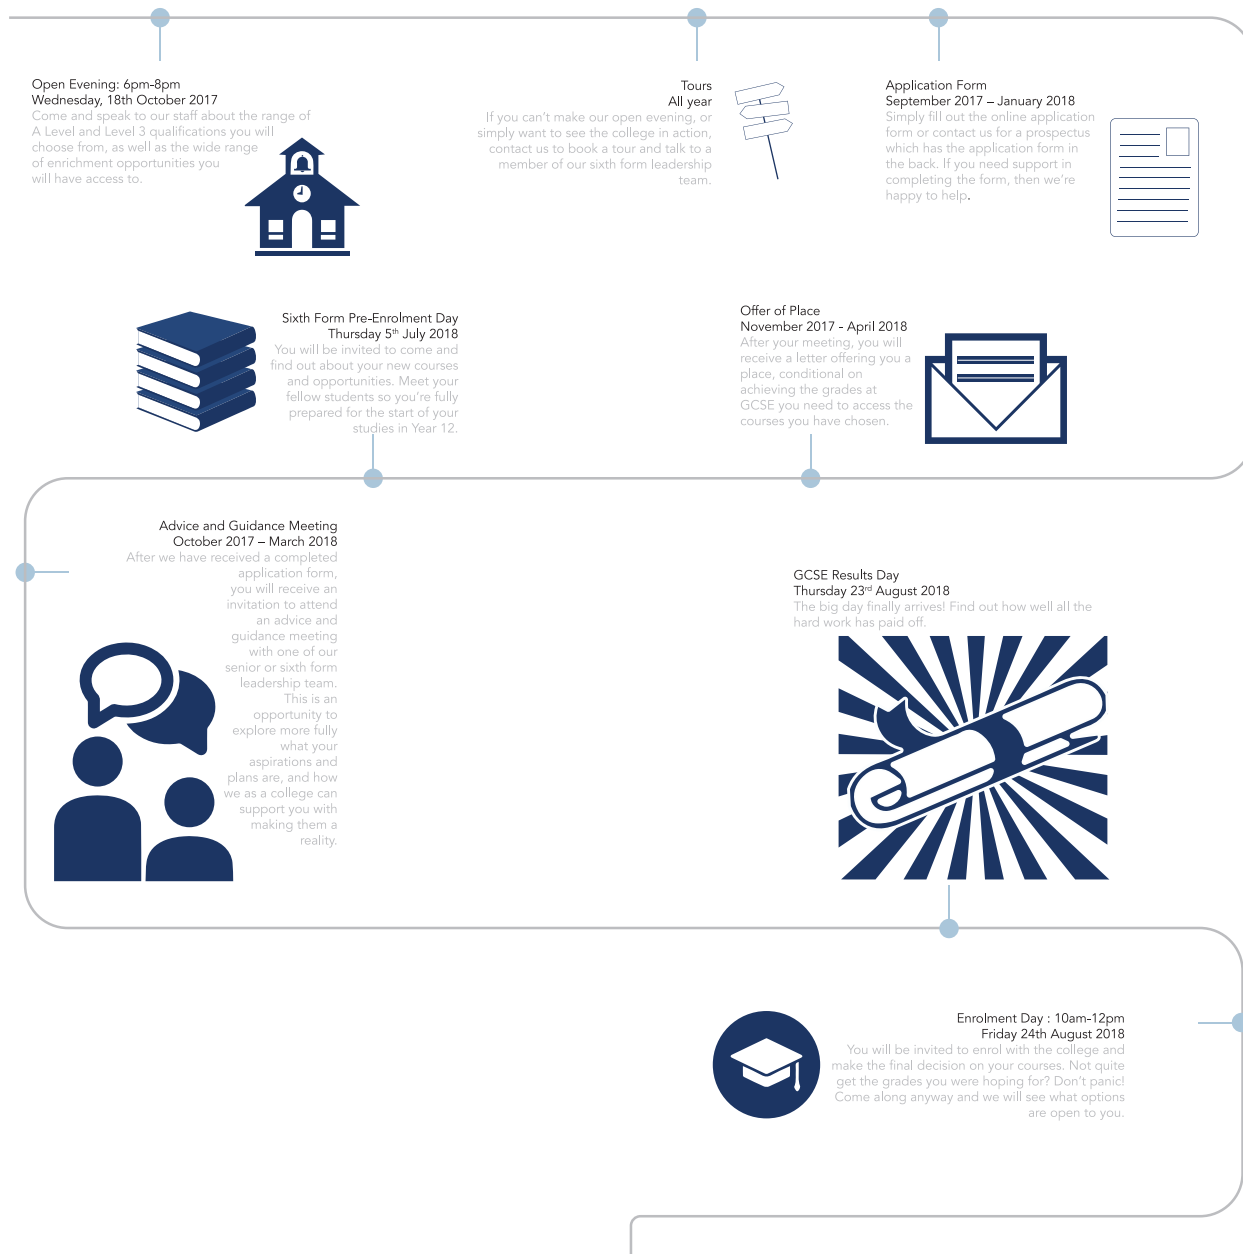 Open Evening: 6pm-8pm
Wednesday, 18th October 2017
Come and speak to our staff about the range of
A Level and Level 3 qualifications you will
choose from, as well as the wide range
of enrichment opportunities you
will have access to.
Tours
All year
If you can’t make our open evening, or
simply want to see the college in action,
contact us to book a tour and talk to a
member of our sixth form leadership
team.
Application Form
September 2017 – January 2018
Simply fill out the online application
form or contact us for a prospectus
which has the application form in
the back. If you need support in
completing the form, then we’re
happy to help.
Sixth Form Pre-Enrolment Day
Thursday 5th July 2018
You will be invited to come and
find out about your new courses
and opportunities. Meet your
fellow students so you’re fully
prepared for the start of your
studies in Year 12.
Offer of Place
November 2017 - April 2018
After your meeting, you will
receive a letter offering you a
place, conditional on
achieving the grades at
GCSE you need to access the
courses you have chosen.
Advice and Guidance Meeting
October 2017 – March 2018
After we have received a completed
application form,
you will receive an
invitation to attend
an advice and
guidance meeting
with one of our
senior or sixth form
leadership team.
This is an
opportunity to
explore more fully
what your
aspirations and
plans are, and how
we as a college can
support you with
making them a
reality.
GCSE Results Day
Thursday 23rd August 2018
The big day finally arrives! Find out how well all the
hard work has paid off.
Enrolment Day : 10am-12pm
Friday 24th August 2018
You will be invited to enrol with the college and
make the final decision on your courses. Not quite
get the grades you were hoping for? Don’t panic!
Come along anyway and we will see what options
are open to you.